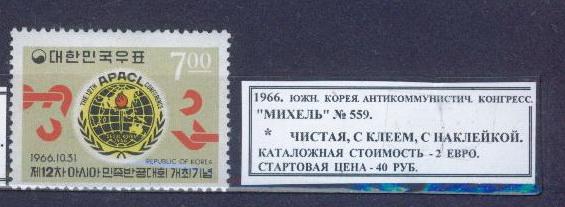 대한민국우표
7 00
THE 12TH APACL CONFERENCE
1966.10.31
REPUBLIC OF KOREA
제12차아시아민족반공대회개최기념
1966. ЮЖН. КОРЕЯ. АНТИКОММУНИСТИЧ. КОНГРЕСС.
"МИХЕЛЬ" № 559.
* ЧИСТАЯ, С КЛЕЕМ, С НАКЛЕЙКОЙ.
КАТАЛОЖНАЯ СТОИМОСТЬ - 2 ЕВРО.
СТАРТОВАЯ ЦЕНА - 40 РУБ.